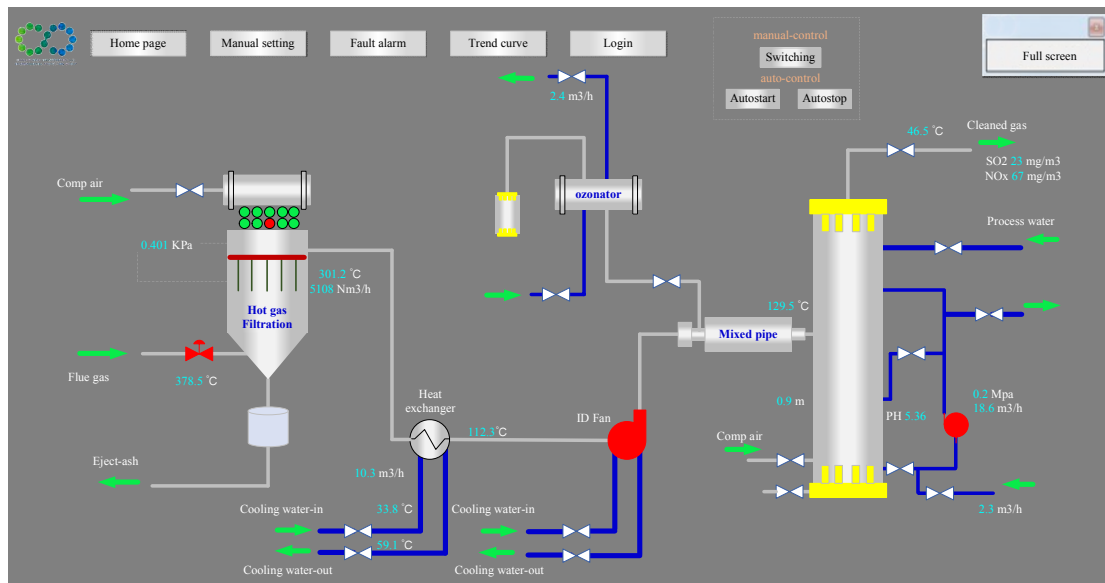 Home page
Manual setting
Fault alarm
Trend curve
Login
manual-control
Switching
auto-control
Autostart
Autostop
Full screen
2.4 m3/h
46.5 ℃
Cleaned gas
SO2 23 mg/m3
NOx 67 mg/m3
Comp air
ozonator
Process water
0.401 KPa
301.2 ℃
5108 Nm3/h
Hot gas
Filtration
129.5 ℃
Mixed pipe
Flue gas
378.5 ℃
Heat
exchanger
ID Fan
112.3℃
0.9 m
PH 5.36
0.2 Mpa
18.6 m3/h
Comp air
Eject-ash
10.3 m3/h
33.8 ℃
Cooling water-in
59.1 ℃
Cooling water-out
Cooling water-in
Cooling water-out
2.3 m3/h